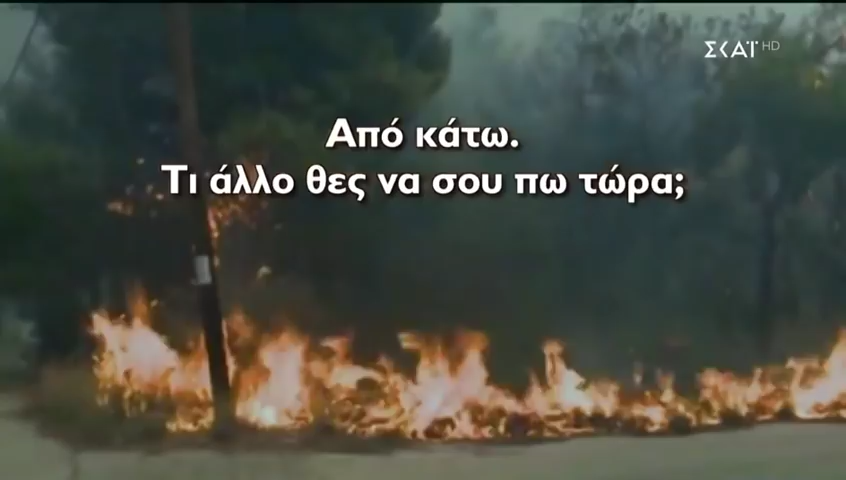 ΣΚΑΪ HD
Από κάτω.
Τι άλλο θες να σου πω τώρα;